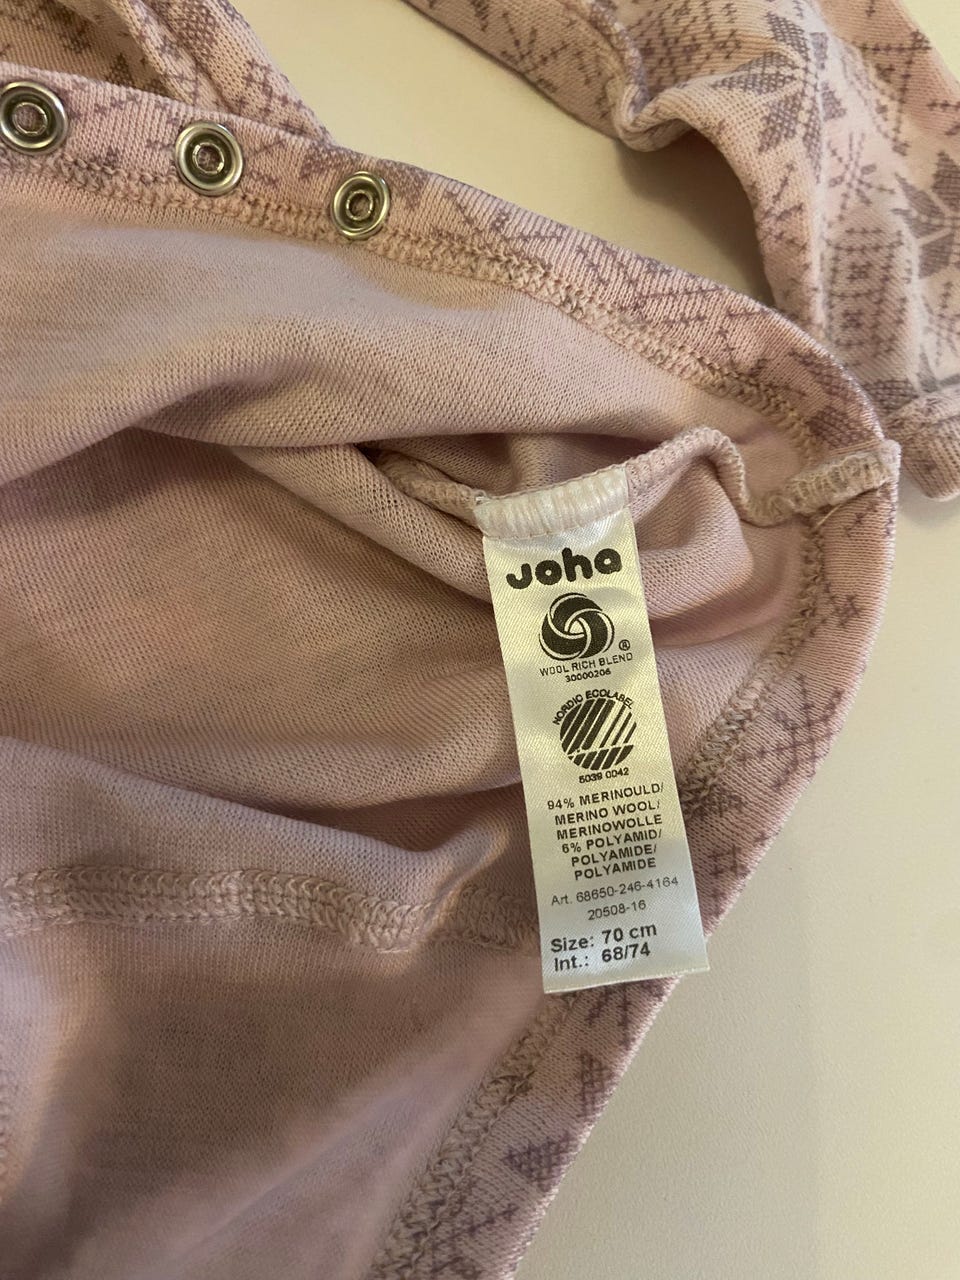 Joha
®
WOOL RICH BLEND
30000206
NORDIC ECOLABEL
5039 0042
94% MERINOULD/
MERINO WOOL/
MERINOWOLLE
6% POLYAMID/
POLYAMIDE/
POLYAMIDE
Art. 68650-246-4164
20508-16
Size: 70 cm
Int.: 68/74